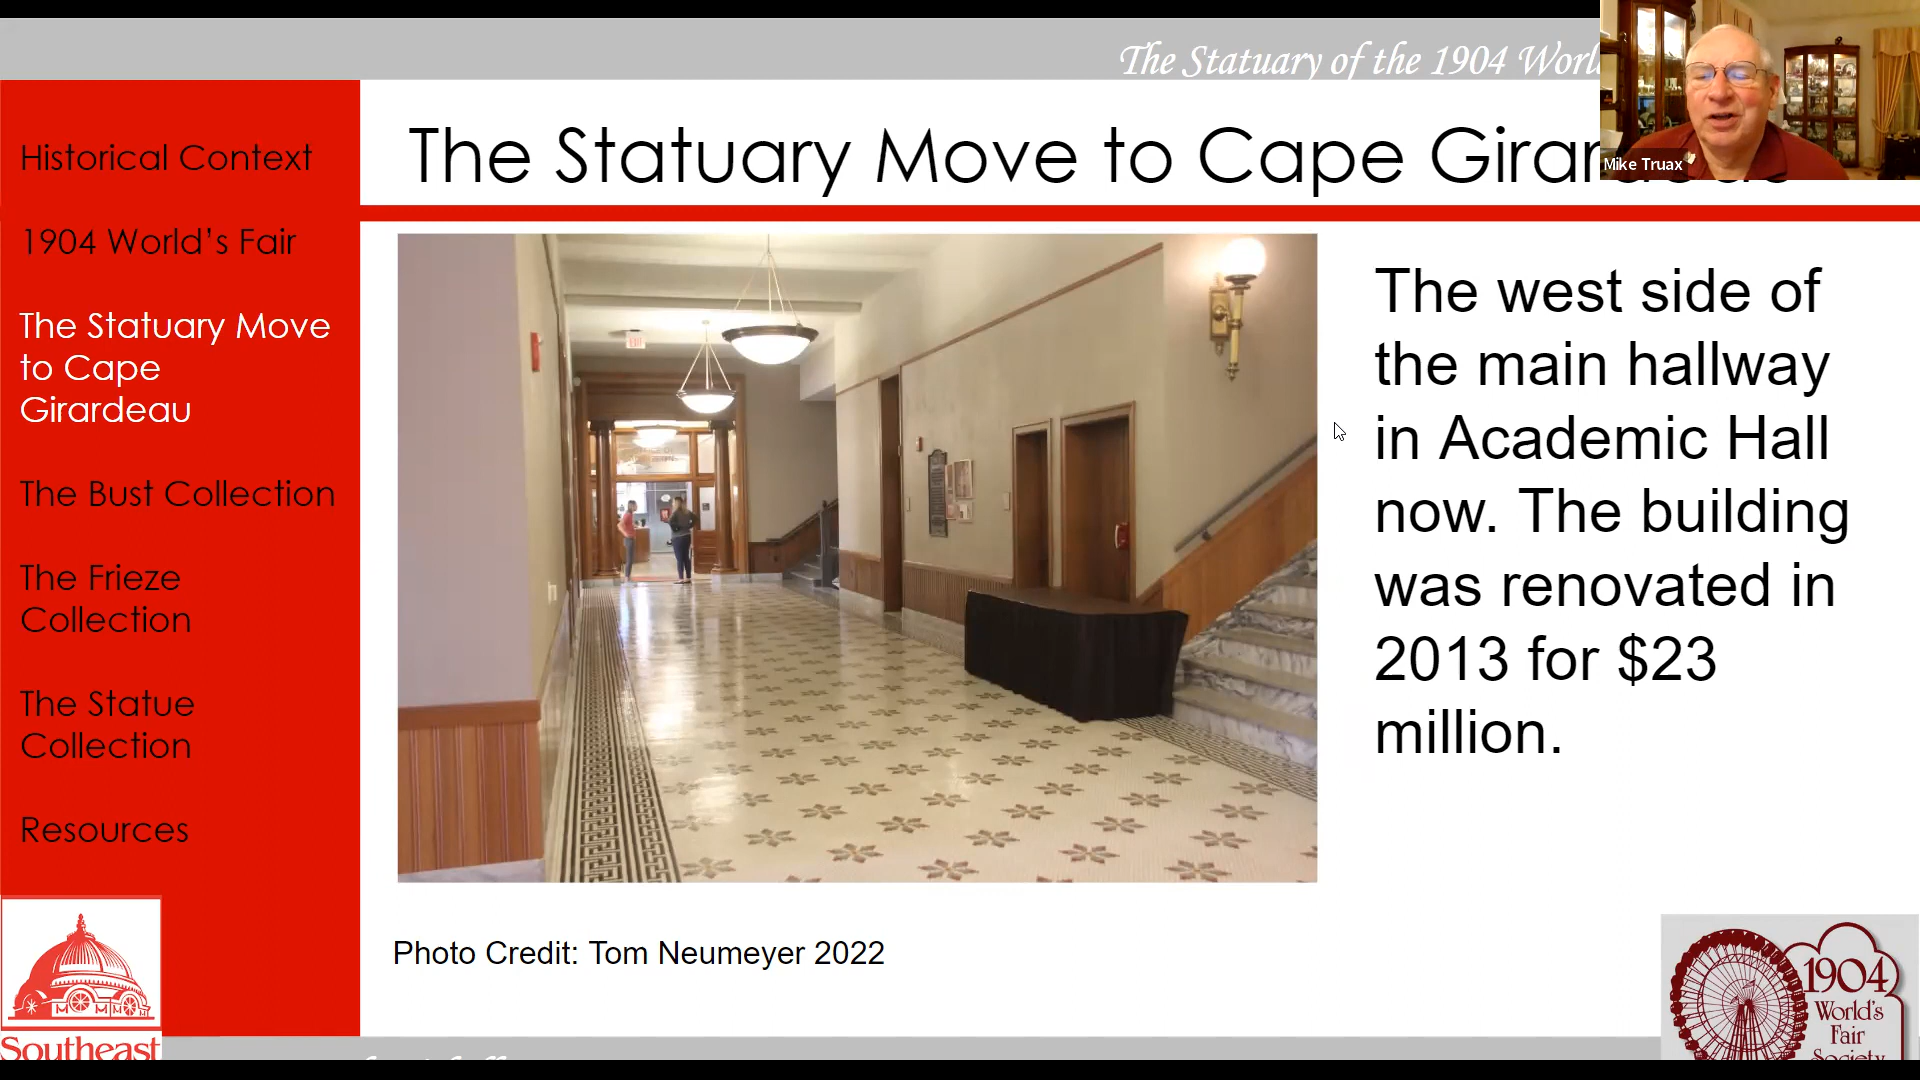 The Statuary of the 1904 Worl
The Statuary Move to Cape Girardeau
Mike Truax
Historical Context
1904 World's Fair
The Statuary Move
to Cape
Girardeau
The Bust Collection
The Frieze
Collection
The Statue
Collection
Resources
EXIT
The west side of
the main hallway
in Academic Hall
now. The building
was renovated in
2013 for $23
million.
Photo Credit: Tom Neumeyer 2022
Southeast
1904
World's
Fair
Society